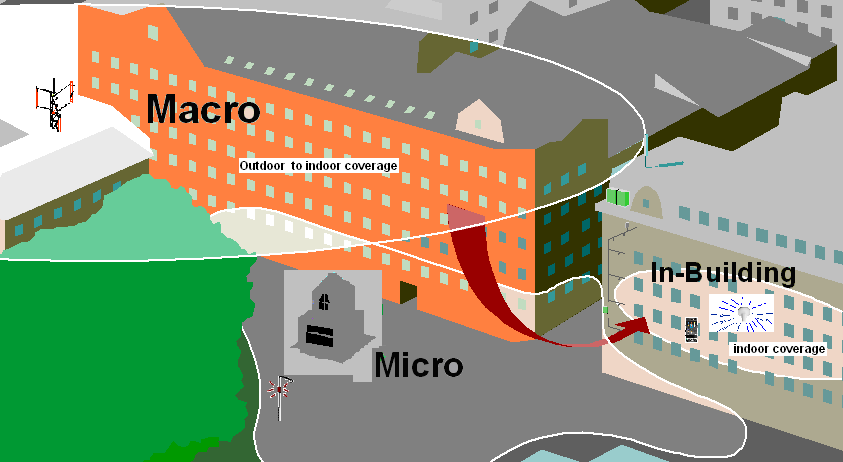 Macro
Outdoor to indoor coverage
In-Building
indoor coverage
Micro